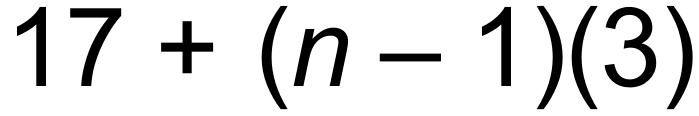 17 + (n – 1)(3)